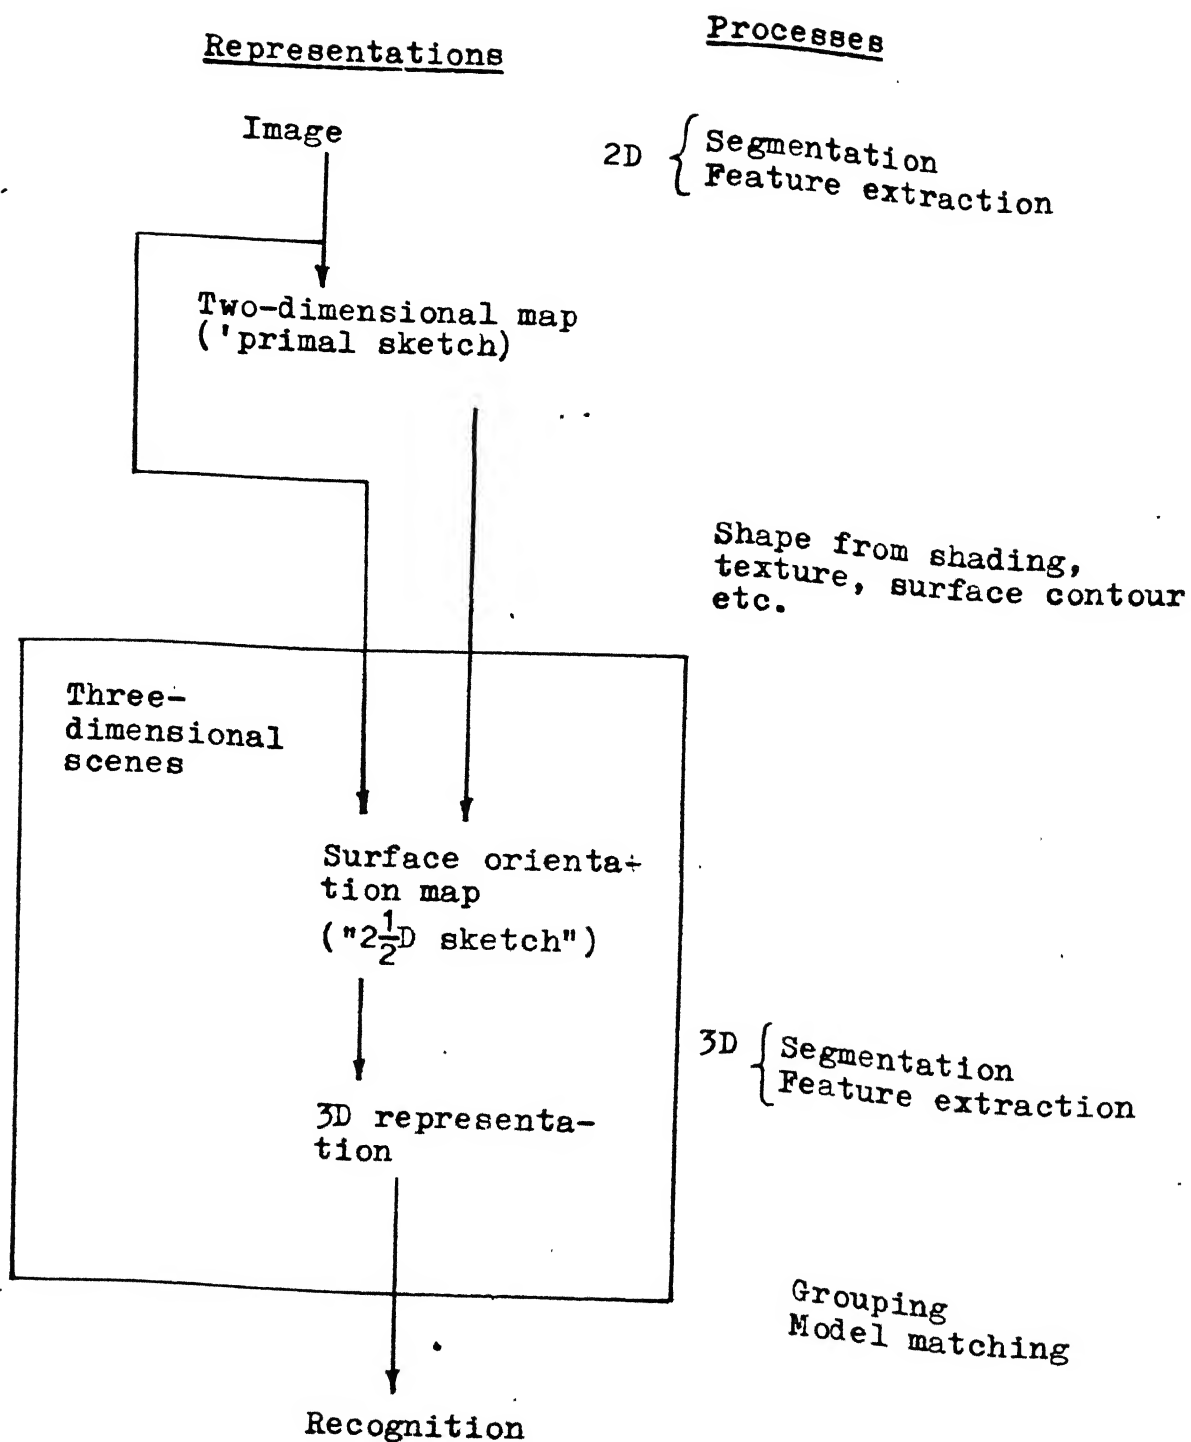 Representations
Processes
Image
2D
Segmentation
Feature extraction
Two-dimensional map
('primal sketch)
Shape from shading,
texture, surface contour
etc.
Three-
dimensional
scenes
Surface orienta-
tion map
("2½D sketch")
3D
Segmentation
Feature extraction
3D representa-
tion
Grouping
Model matching
Recognition